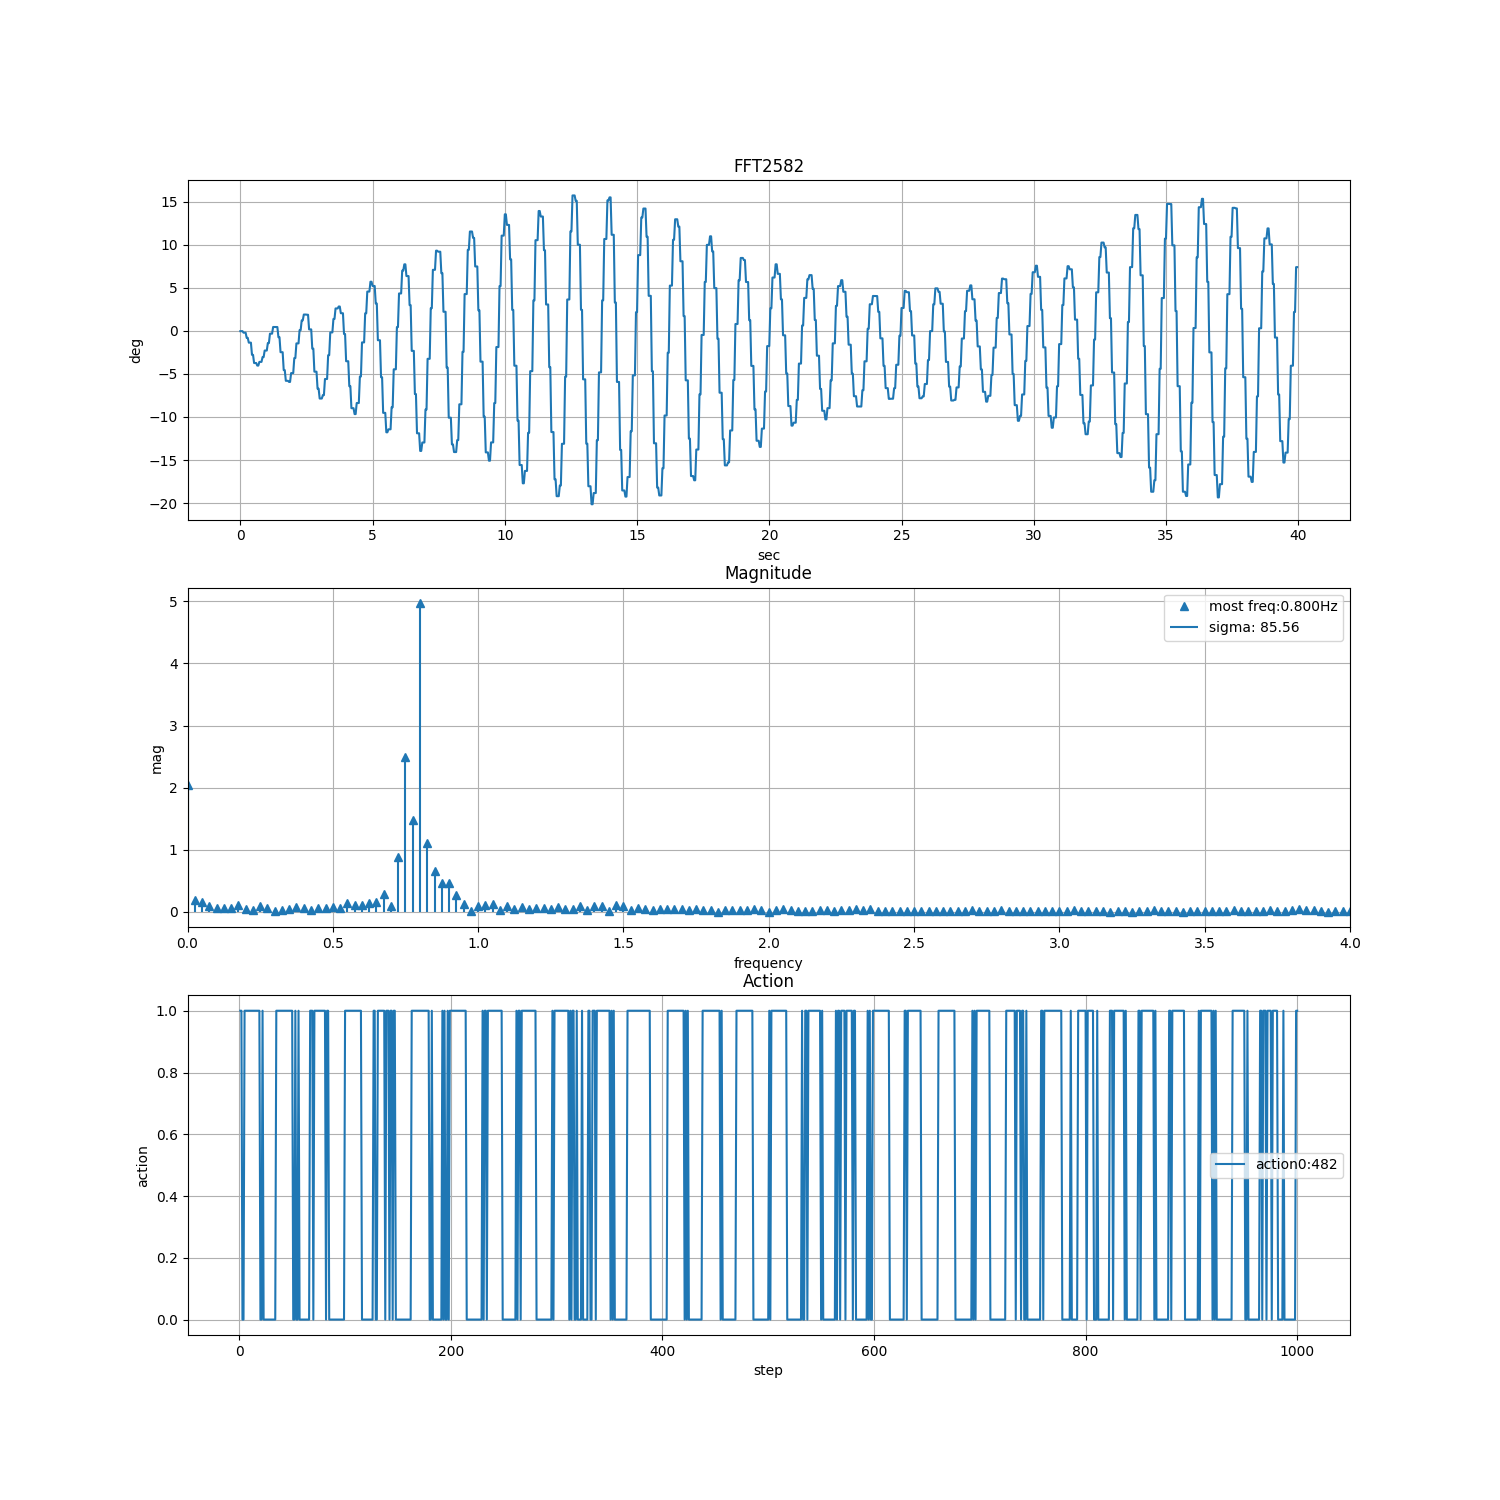 FFT2582
15
10
5
0
−5
−10
−15
−20
deg
0 5 10 15 20 25 30 35 40
sec
Magnitude
5
4
3
2
1
0
mag
most freq:0.800Hz
sigma: 85.56
0.0 0.5 1.0 1.5 2.0 2.5 3.0 3.5 4.0
frequency
Action
1.0
0.8
0.6
0.4
0.2
0.0
action
action0:482
0 200 400 600 800 1000
step